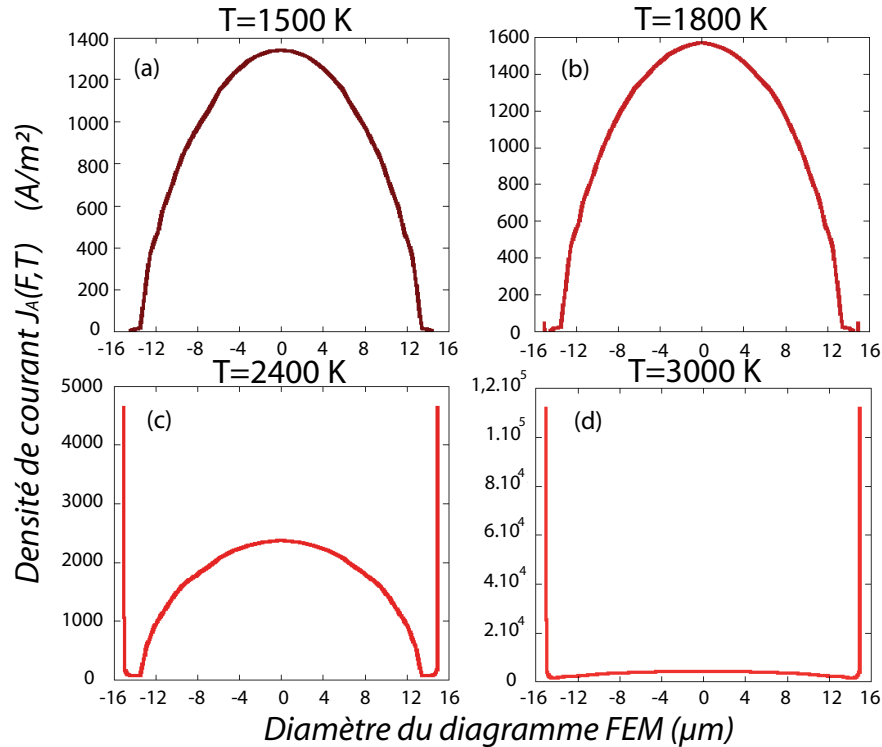 T=1500 K
T=1800 K
1400
1200
1000
800
600
400
200
0
(a)
-16 -12 -8 -4 0 4 8 12 16
1600
1400
1200
1000
800
600
400
200
0
(b)
-16 -12 -8 -4 0 4 8 12 16
Densité de courant J_A(F,T) (A/m²)
T=2400 K
T=3000 K
5000
4000
3000
2000
1000
0
(c)
-16 -12 -8 -4 0 4 8 12 16
1,2.10⁵
1.10⁵
8.10⁴
6.10⁴
4.10⁴
2.10⁴
0
(d)
-16 -12 -8 -4 0 4 8 12 16
Diamètre du diagramme FEM (µm)